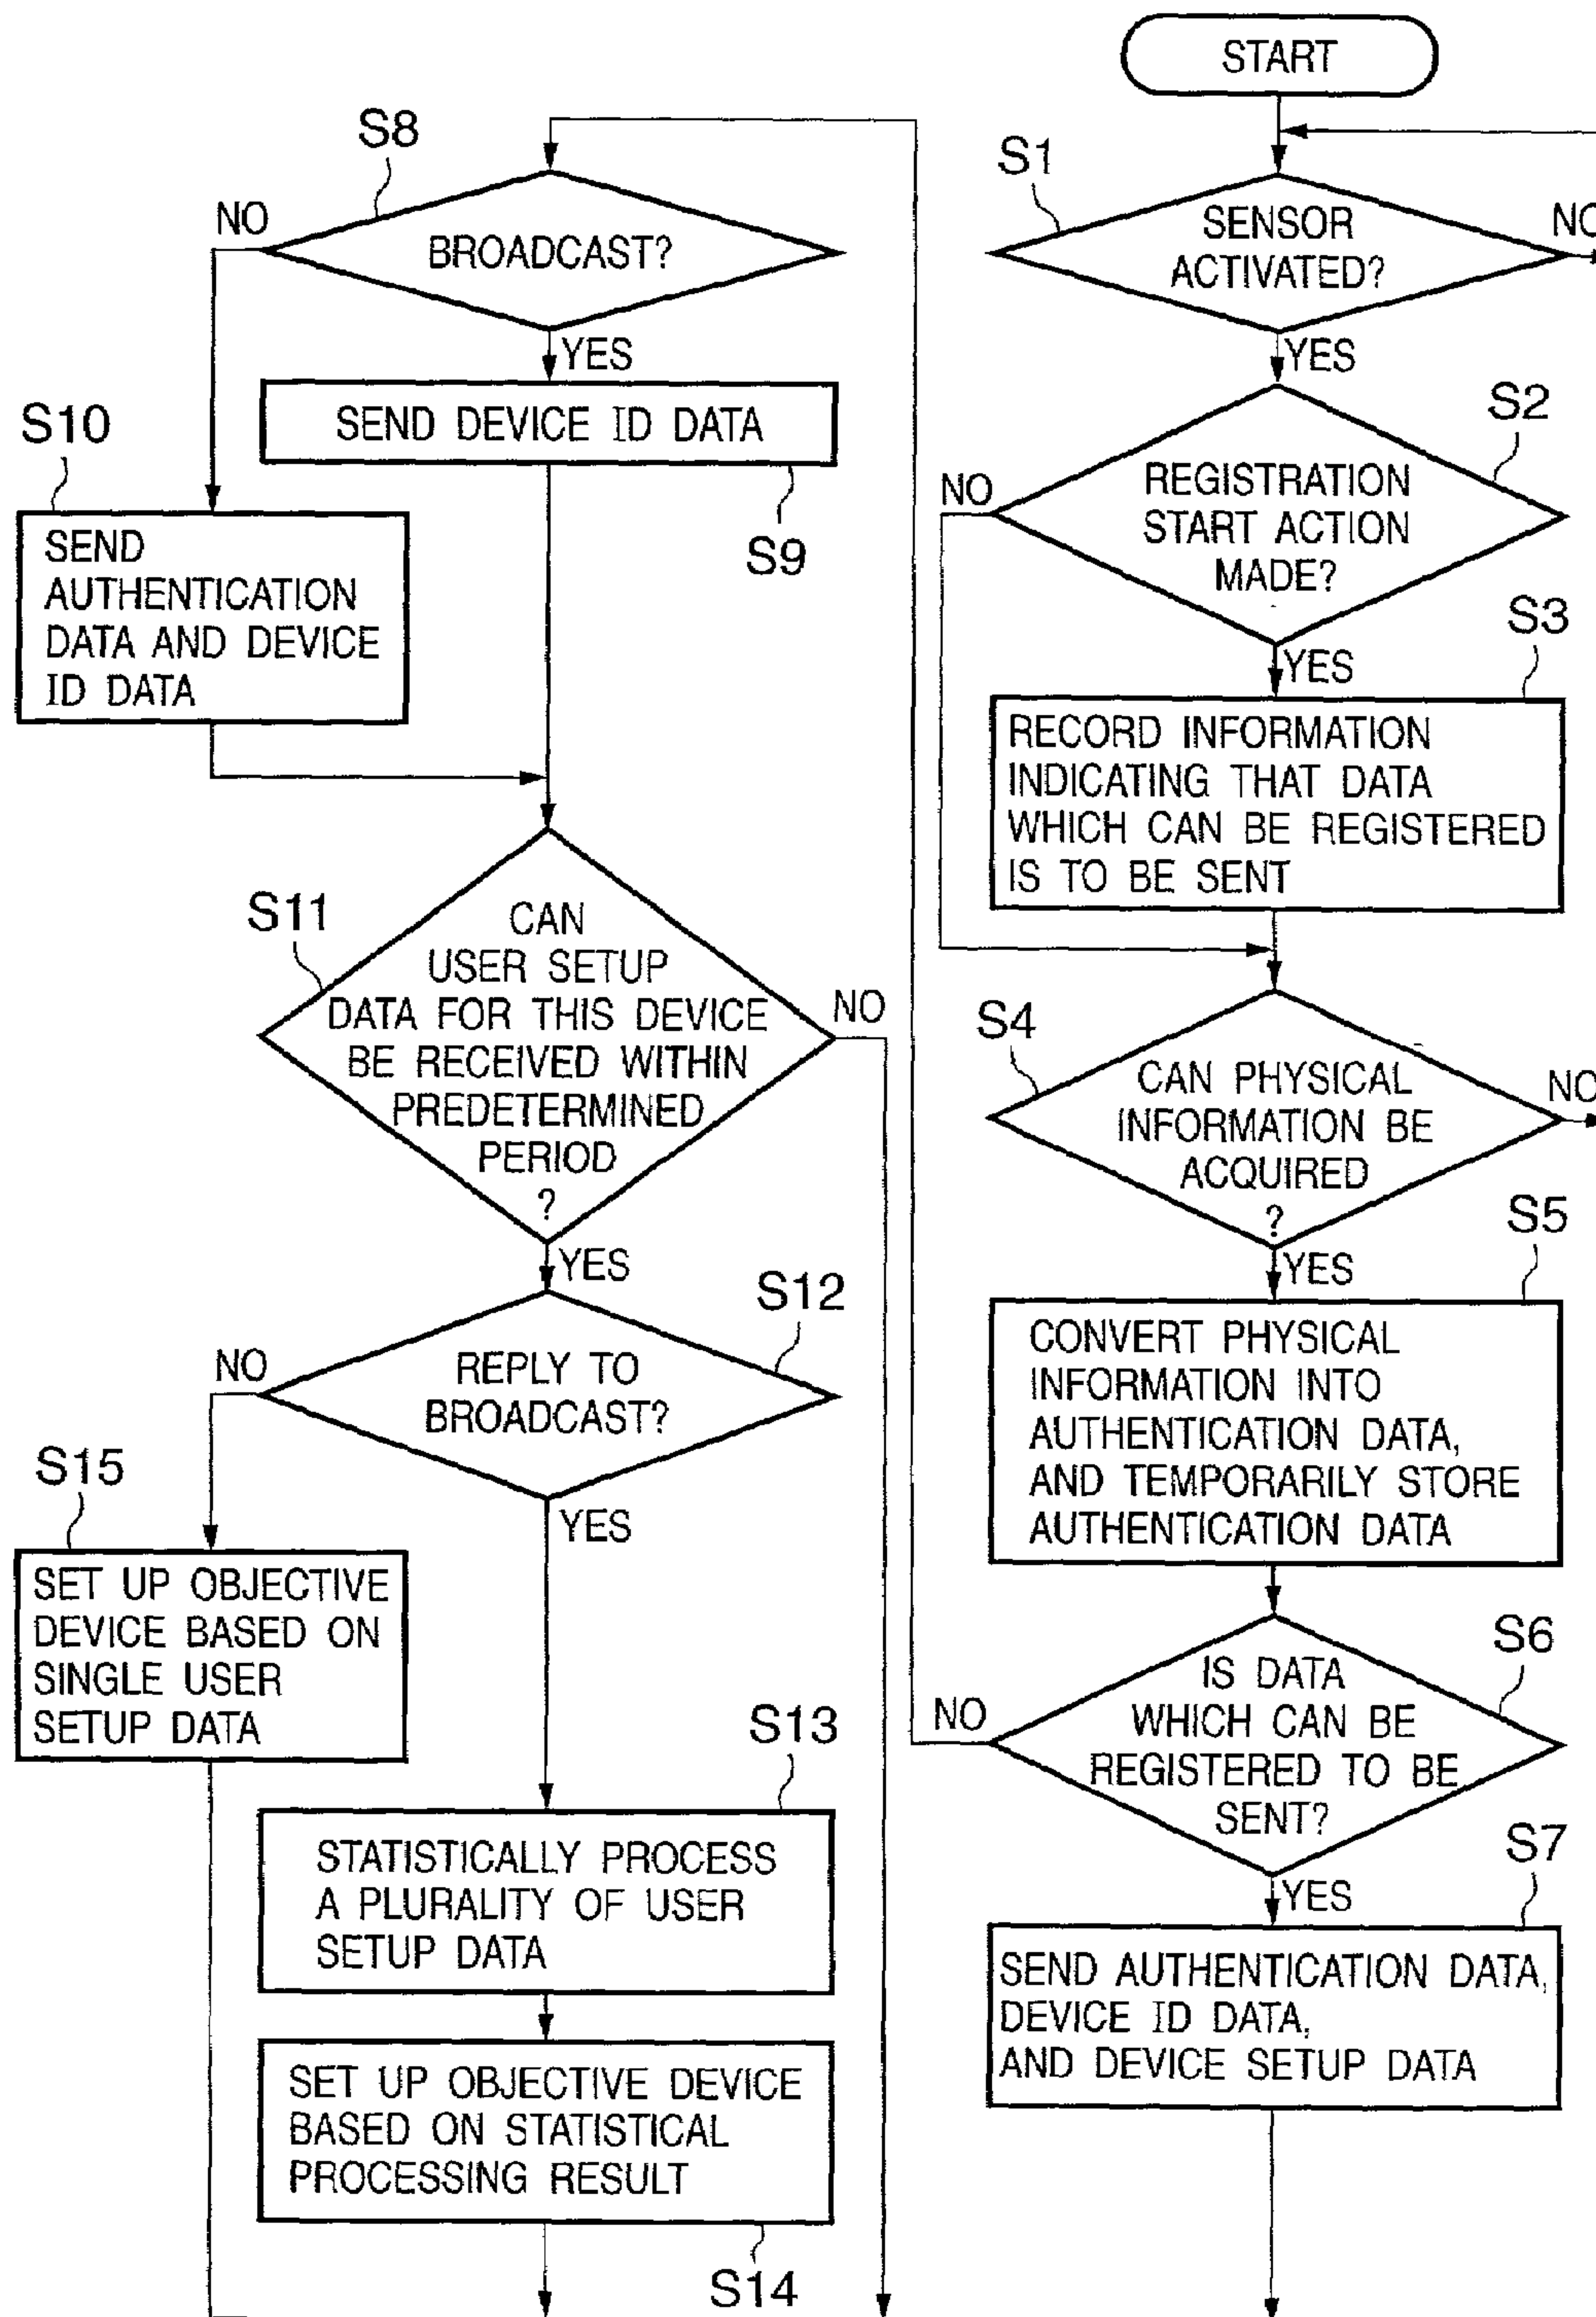 START
S1
SENSOR
ACTIVATED?
NO
YES
S2
REGISTRATION
START ACTION
MADE?
NO
YES
S3
RECORD INFORMATION
INDICATING THAT DATA
WHICH CAN BE REGISTERED
IS TO BE SENT
S4
CAN PHYSICAL
INFORMATION BE
ACQUIRED
?
NO
YES
S5
CONVERT PHYSICAL
INFORMATION INTO
AUTHENTICATION DATA,
AND TEMPORARILY STORE
AUTHENTICATION DATA
S6
IS DATA
WHICH CAN BE
REGISTERED TO BE
SENT?
NO
YES
S7
SEND AUTHENTICATION DATA,
DEVICE ID DATA,
AND DEVICE SETUP DATA
S8
BROADCAST?
NO
YES
SEND DEVICE ID DATA
S9
S10
SEND
AUTHENTICATION
DATA AND DEVICE
ID DATA
S11
CAN
USER SETUP
DATA FOR THIS DEVICE
BE RECEIVED WITHIN
PREDETERMINED
PERIOD
?
NO
YES
S12
REPLY TO
BROADCAST?
NO
YES
S15
SET UP OBJECTIVE
DEVICE BASED ON
SINGLE USER
SETUP DATA
S13
STATISTICALLY PROCESS
A PLURALITY OF USER
SETUP DATA
SET UP OBJECTIVE DEVICE
BASED ON STATISTICAL
PROCESSING RESULT
S14